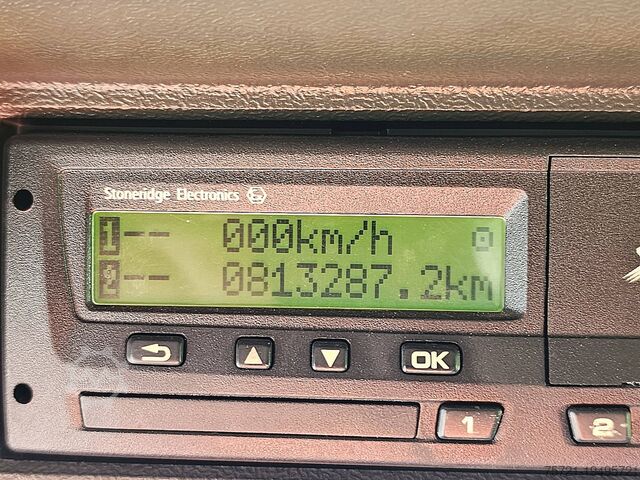 Stoneridge Electronics
1-- 000km/h
2-- 0813287.2km
OK
1 2